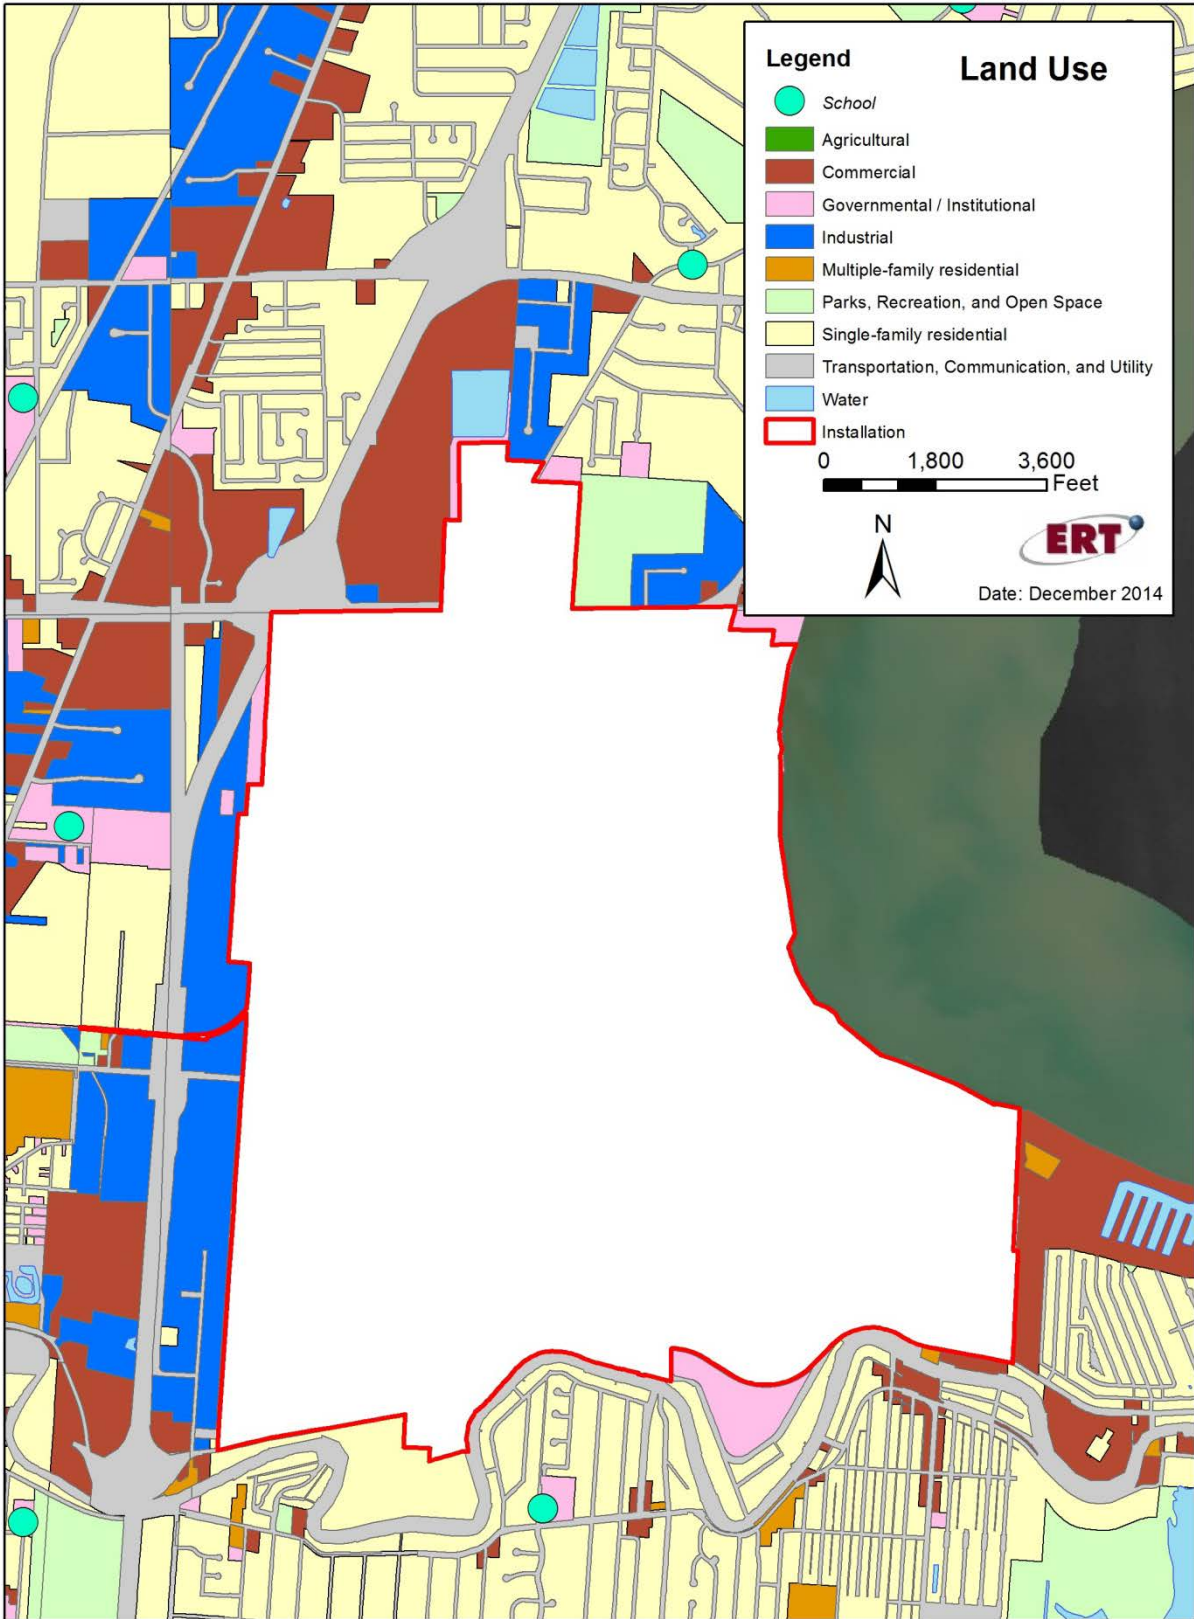 Legend
Land Use
School
Agricultural
Commercial
Governmental / Institutional
Industrial
Multiple-family residential
Parks, Recreation, and Open Space
Single-family residential
Transportation, Communication, and Utility
Water
Installation
0 1,800 3,600
Feet
N
ERT
Date: December 2014